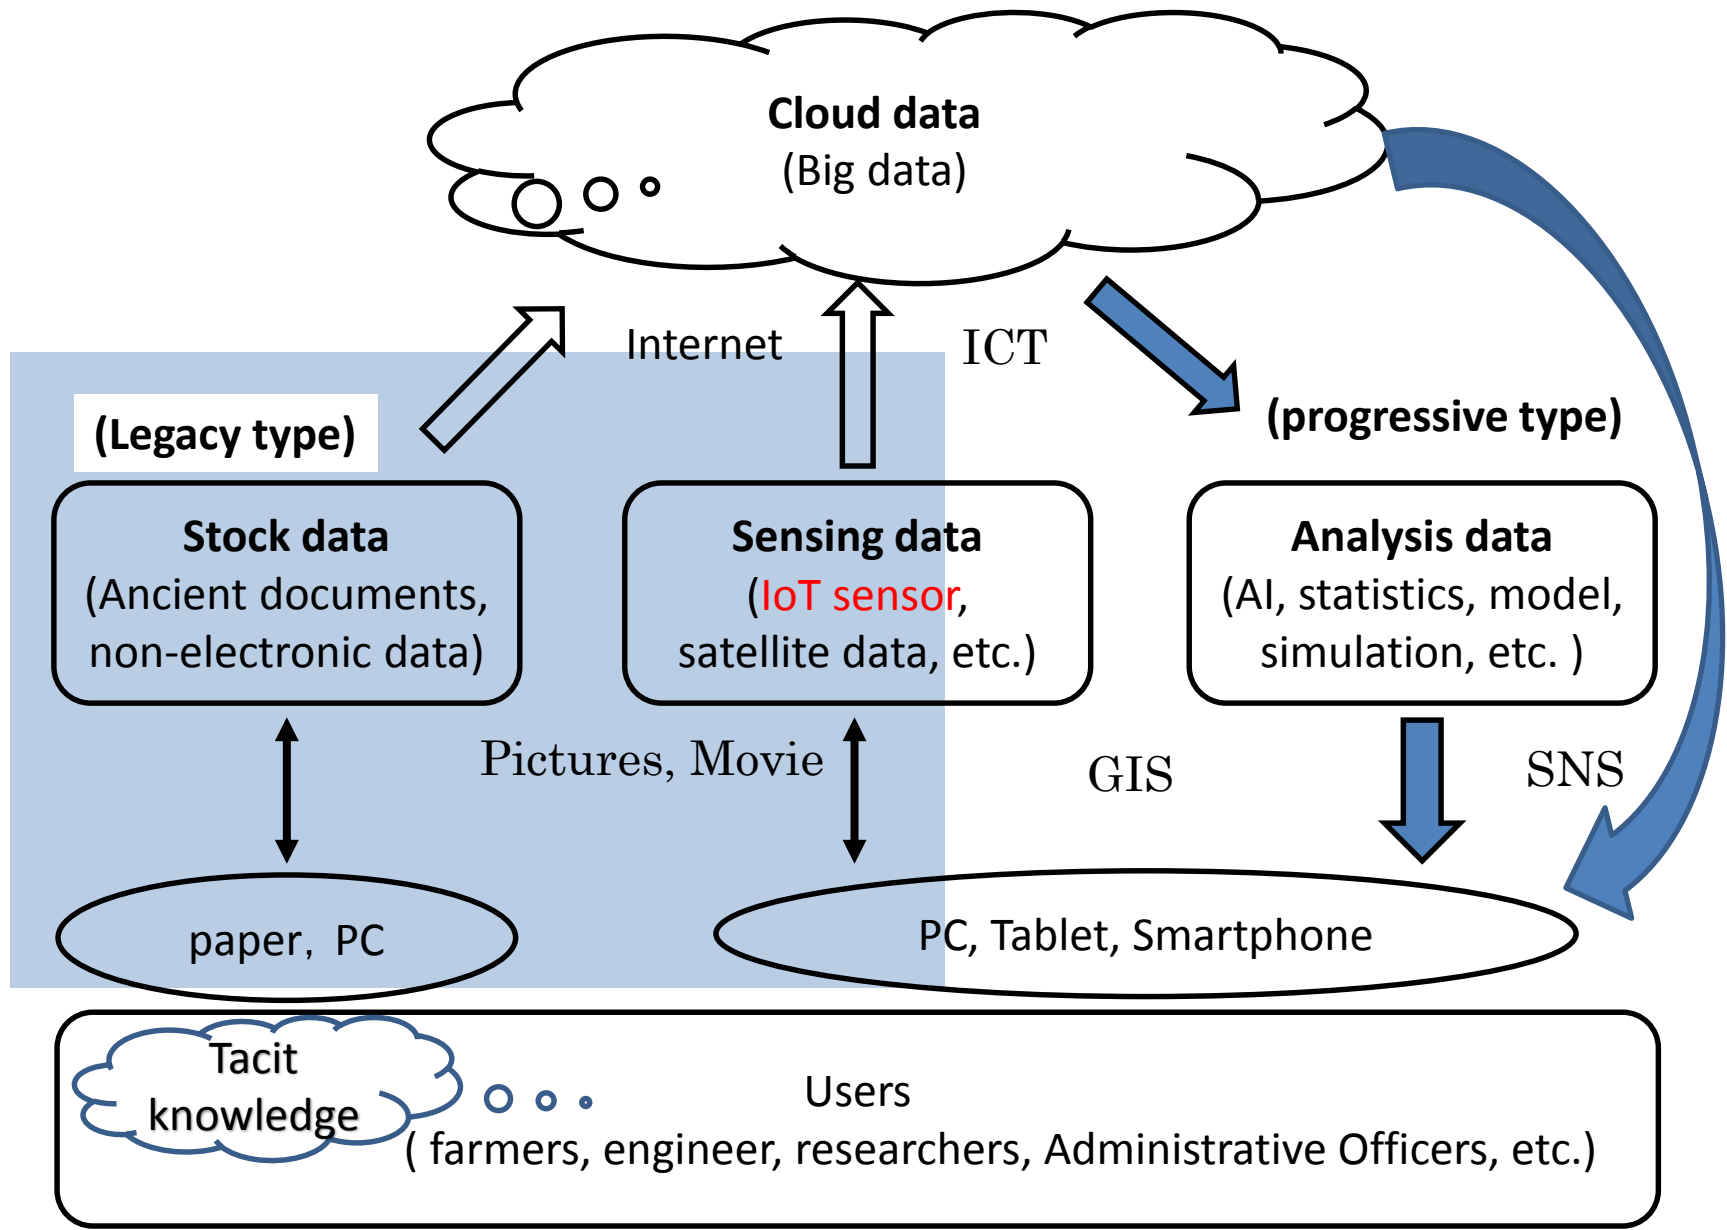 Cloud data
(Big data)
Internet
ICT
(Legacy type)
(progressive type)
Stock data
(Ancient documents,
non-electronic data)
Sensing data
(IoT sensor,
satellite data, etc.)
Analysis data
(AI, statistics, model,
simulation, etc. )
Pictures, Movie
GIS
SNS
paper, PC
PC, Tablet, Smartphone
Tacit
knowledge
Users
( farmers, engineer, researchers, Administrative Officers, etc.)